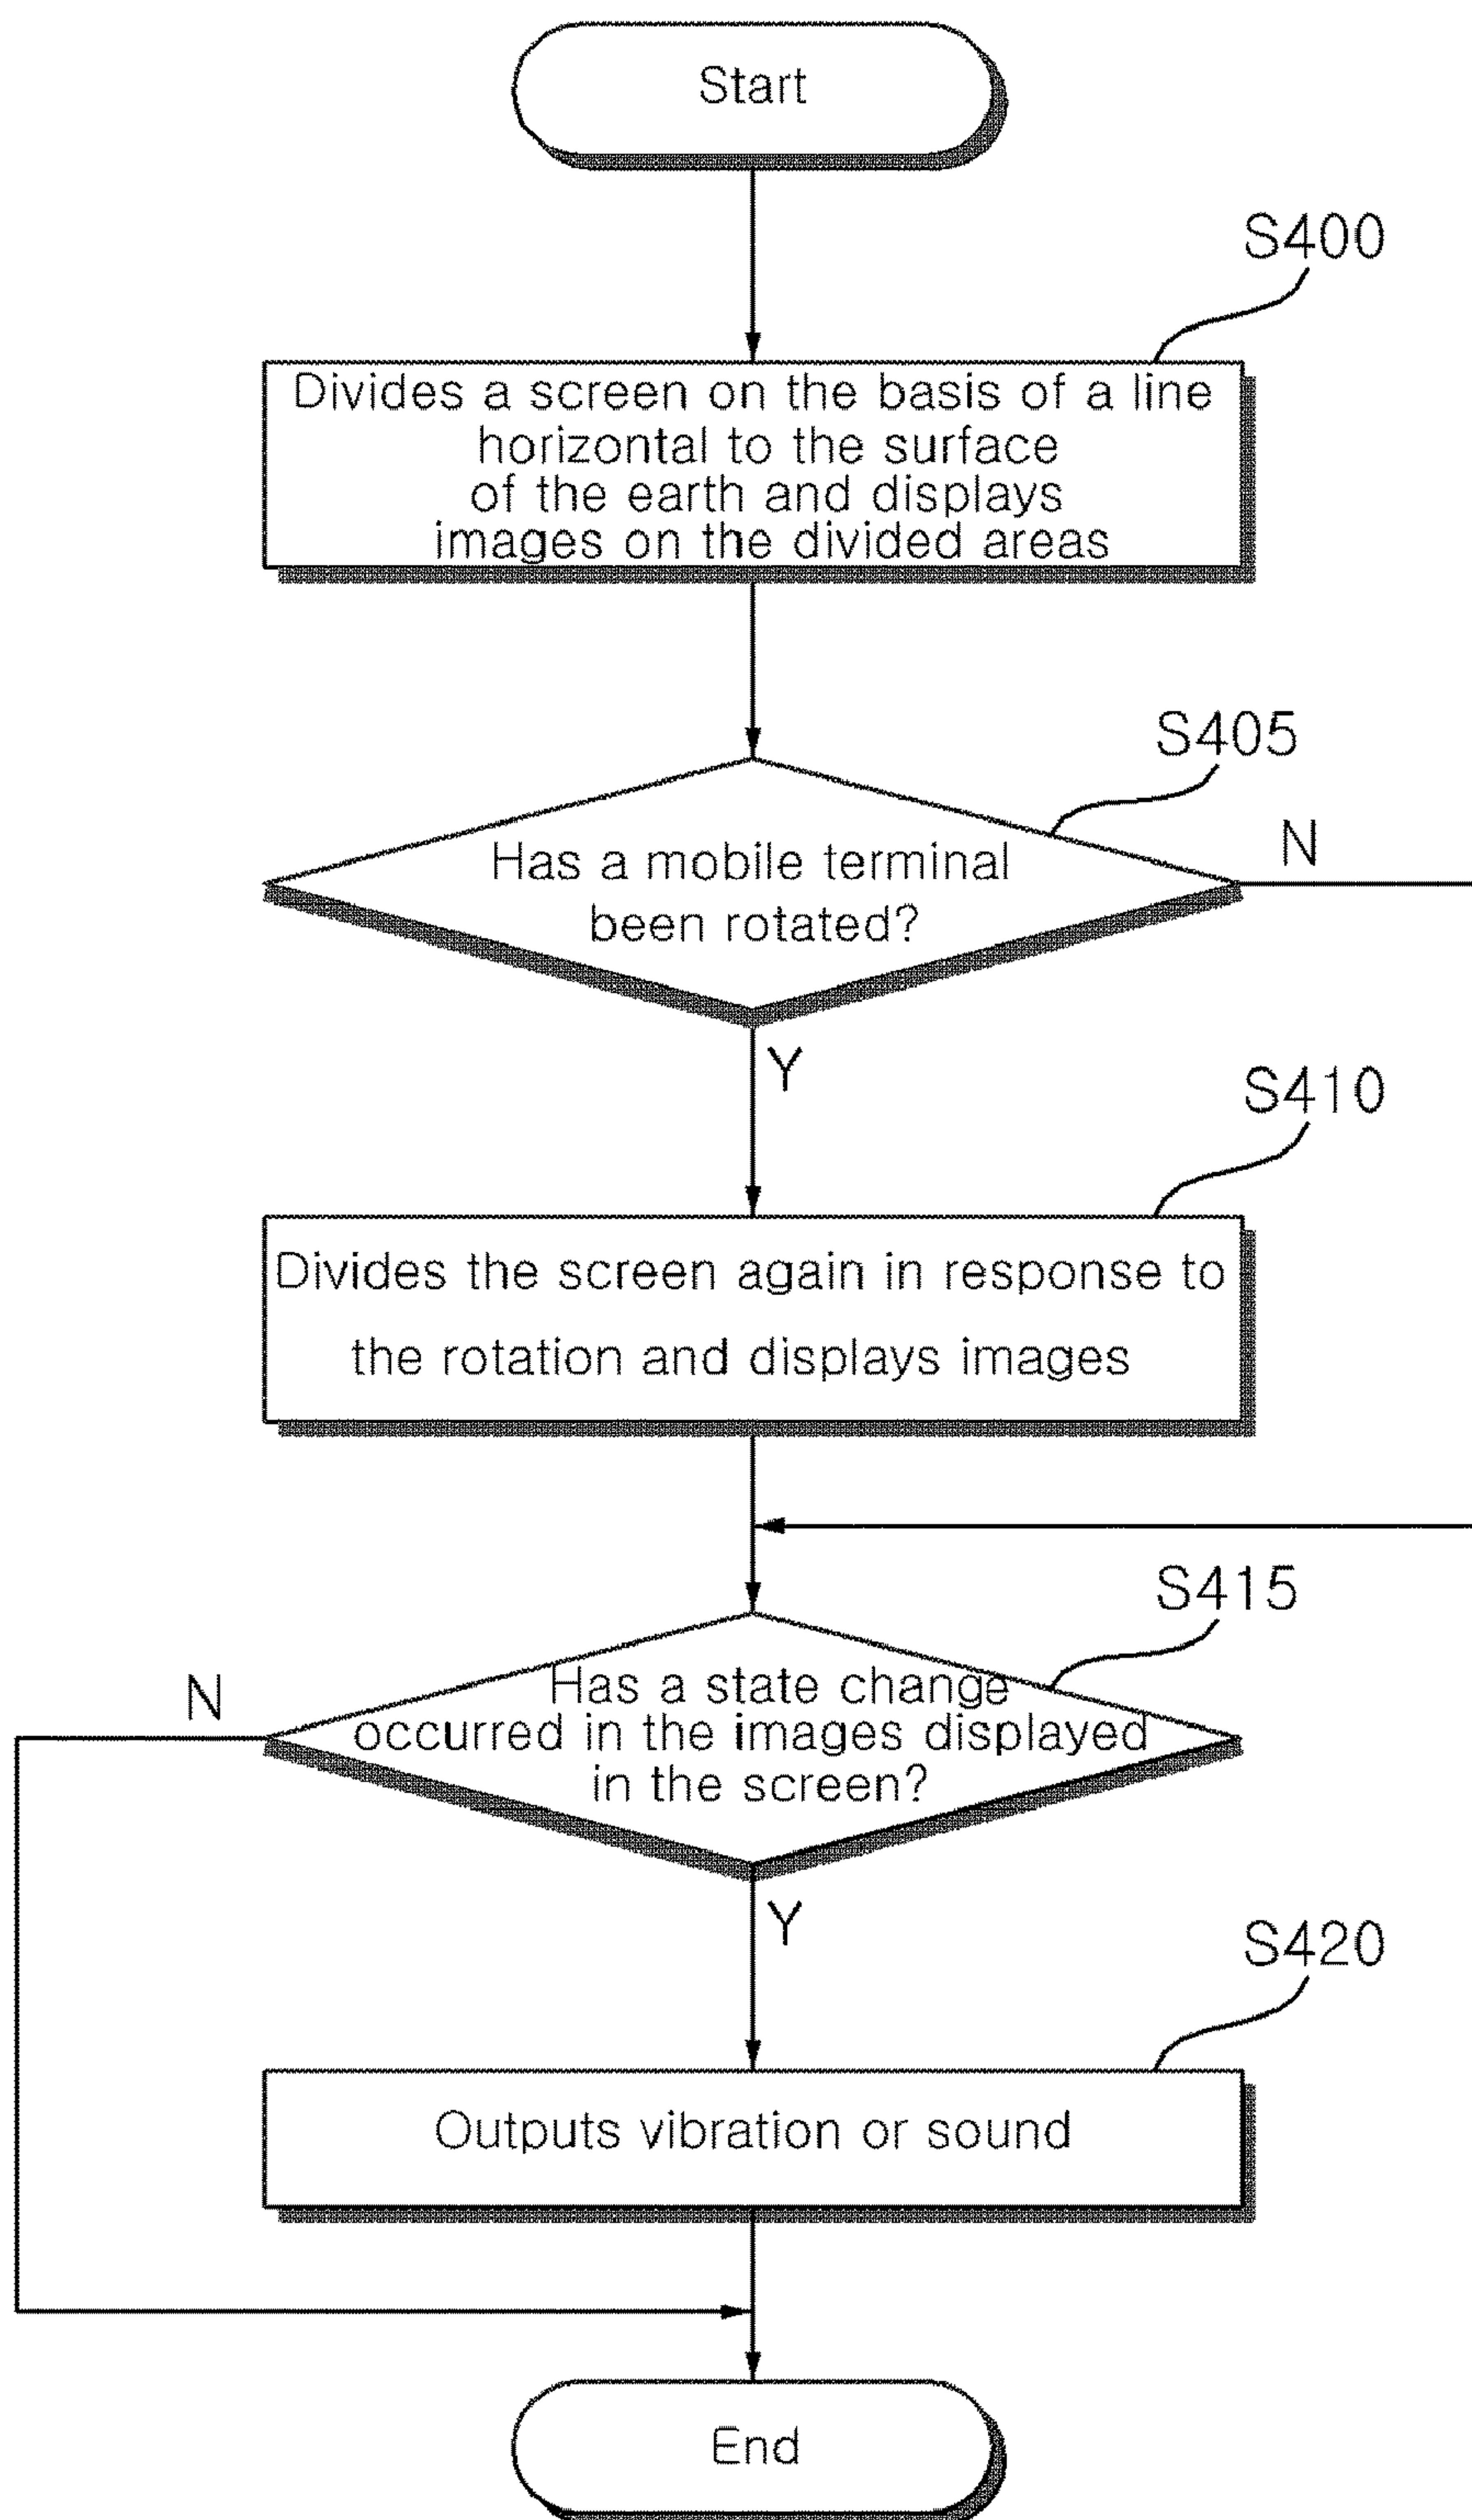 Start
S400
Divides a screen on the basis of a line
horizontal to the surface
of the earth and displays
images on the divided areas
S405
N
Has a mobile terminal
been rotated?
Y
S410
Divides the screen again in response to
the rotation and displays images
S415
N
Has a state change
occurred in the images displayed
in the screen?
Y
S420
Outputs vibration or sound
End